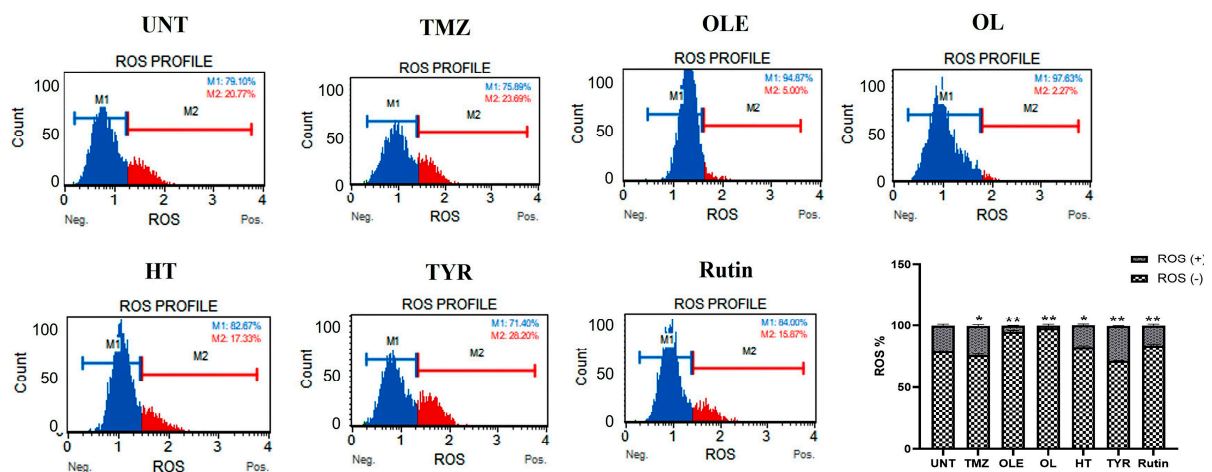 UNT
ROS PROFILE
M1: 79.10%
M2: 20.77%
M1
M2
100
50
0
Count
0 1 2 3 4
Neg. ROS Pos.
TMZ
ROS PROFILE
M1: 75.89%
M2: 23.69%
M1
M2
100
50
0
Count
0 1 2 3 4
Neg. ROS Pos.
OLE
ROS PROFILE
M1: 94.87%
M2: 5.00%
M1
M2
100
50
0
Count
0 1 2 3 4
Neg. ROS Pos.
OL
ROS PROFILE
M1: 97.63%
M2: 2.27%
M1
M2
100
50
0
Count
0 1 2 3 4
Neg. ROS Pos.
HT
ROS PROFILE
M1: 82.67%
M2: 17.33%
M1
M2
100
50
0
Count
0 1 2 3 4
Neg. ROS Pos.
TYR
ROS PROFILE
M1: 71.40%
M2: 28.20%
M1
M2
100
50
0
Count
0 1 2 3 4
Neg. ROS Pos.
Rutin
ROS PROFILE
M1: 84.00%
M2: 15.87%
M1
M2
100
50
0
Count
0 1 2 3 4
Neg. ROS Pos.
ROS (+)
ROS (-)
150
100
50
0
ROS %
* ** ** * ** **
UNT TMZ OLE OL HT TYR Rutin